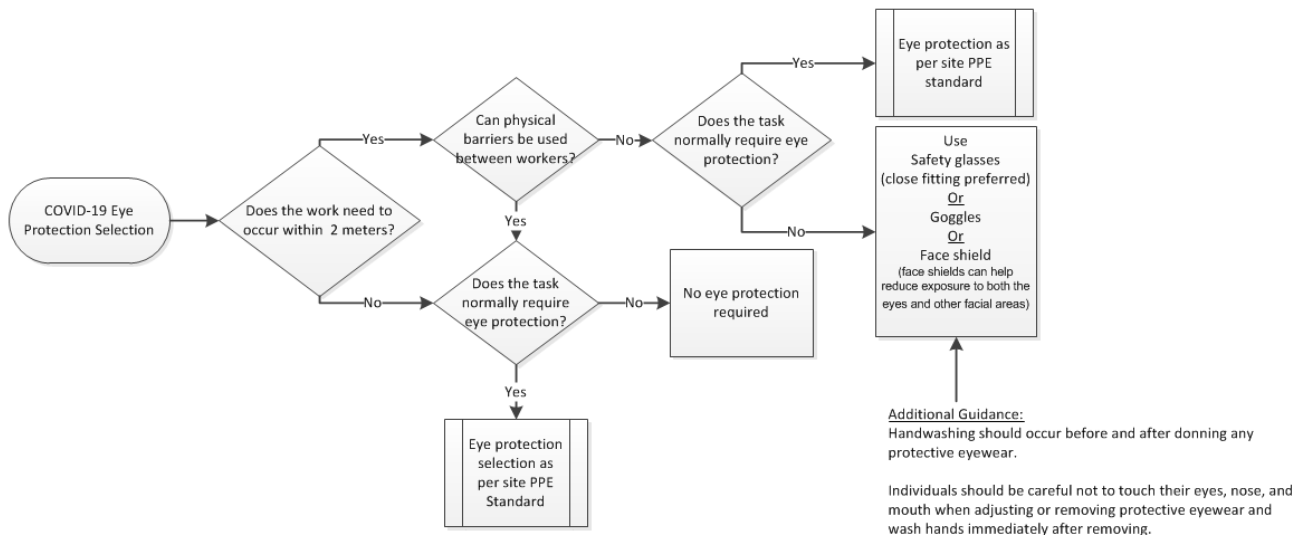 COVID-19 Eye
Protection Selection
Does the work need to
occur within 2 meters?
Yes
No
Can physical
barriers be used
between workers?
No
Yes
Does the task
normally require eye
protection?
Yes
No
Eye protection as
per site PPE
standard
Use
Safety glasses
(close fitting preferred)
Or
Goggles
Or
Face shield
(face shields can help
reduce exposure to both the
eyes and other facial areas)
Does the task
normally require
eye protection?
No
Yes
No eye protection
required
Eye protection
selection as
per site PPE
Standard
Additional Guidance:
Handwashing should occur before and after donning any
protective eyewear.
Individuals should be careful not to touch their eyes, nose, and
mouth when adjusting or removing protective eyewear and
wash hands immediately after removing.